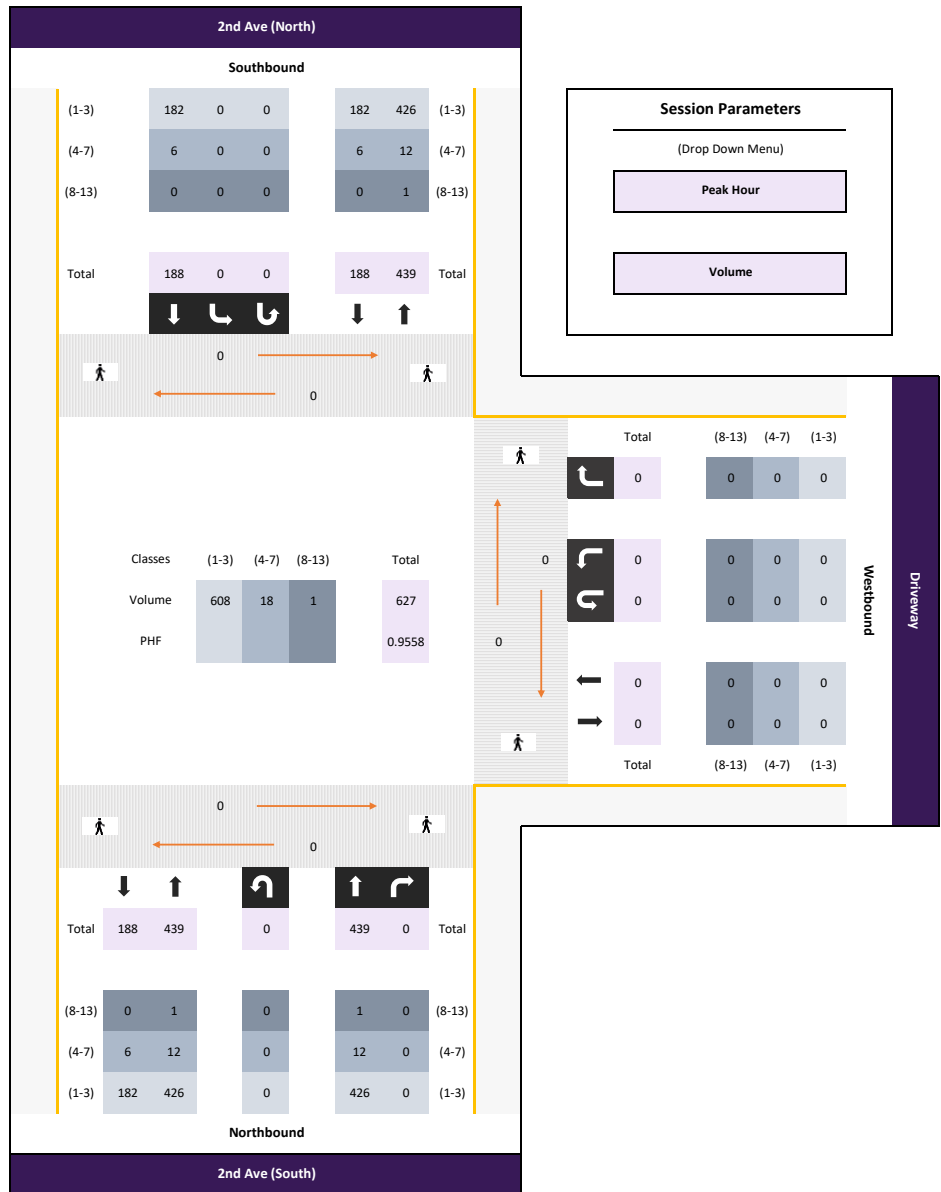 2nd Ave (North)
Southbound
(1-3) 182 0 0 182 426 (1-3)
(4-7) 6 0 0 6 12 (4-7)
(8-13) 0 0 0 0 1 (8-13)
Total 188 0 0 188 439 Total
0
0
Session Parameters
(Drop Down Menu)
Peak Hour
Volume
Total (8-13) (4-7) (1-3)
0 0 0 0
0 0 0 0 0
0 0 0 0
0
0 0 0 0
0 0 0 0
Total (8-13) (4-7) (1-3)
Westbound
Driveway
Classes (1-3) (4-7) (8-13) Total
Volume 608 18 1 627
PHF 0.9558
0
0
Total 188 439 0 439 0 Total
(8-13) 0 1 0 1 0 (8-13)
(4-7) 6 12 0 12 0 (4-7)
(1-3) 182 426 0 426 0 (1-3)
Northbound
2nd Ave (South)